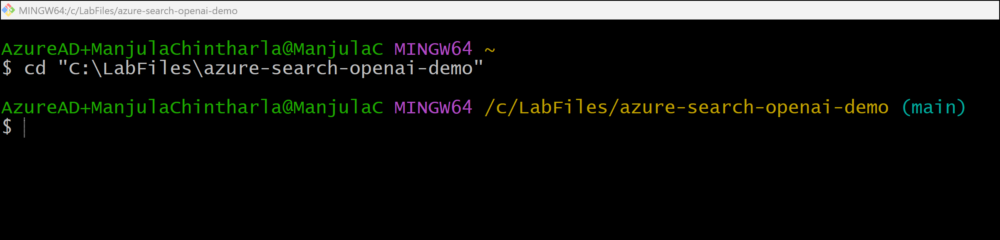 MINGW64:/c/LabFiles/azure-search-openai-demo
AzureAD+ManjulaChintharla@ManjulaC MINGW64 ~
$ cd "C:\LabFiles\azure-search-openai-demo"
AzureAD+ManjulaChintharla@ManjulaC MINGW64 /c/LabFiles/azure-search-openai-demo (main)
$